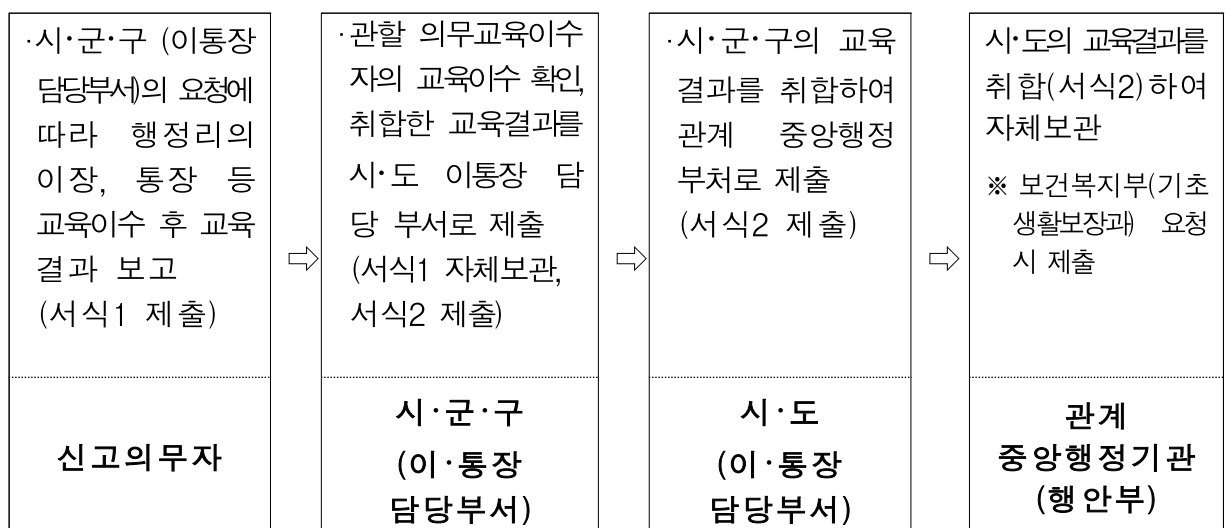 ·시·군·구 (이통장
담당부서)의 요청에
따라 행정리의
이장, 통장 등
교육이수 후 교육
결과 보고
(서식1 제출)
신고의무자
⇨
·관할 의무교육이수
자의 교육이수 확인,
취합한 교육결과를
시·도 이통장 담
당 부서로 제출
(서식1 자체보관,
서식2 제출)
시·군·구
(이·통장
담당부서)
⇨
·시·군·구의 교육
결과를 취합하여
관계 중앙행정
부처로 제출
(서식2 제출)
시·도
(이·통장
담당부서)
⇨
시·도의 교육결과를
취합(서식2)하여
자체보관
※ 보건복지부(기초
생활보장과) 요청
시 제출
관계
중앙행정기관
(행안부)